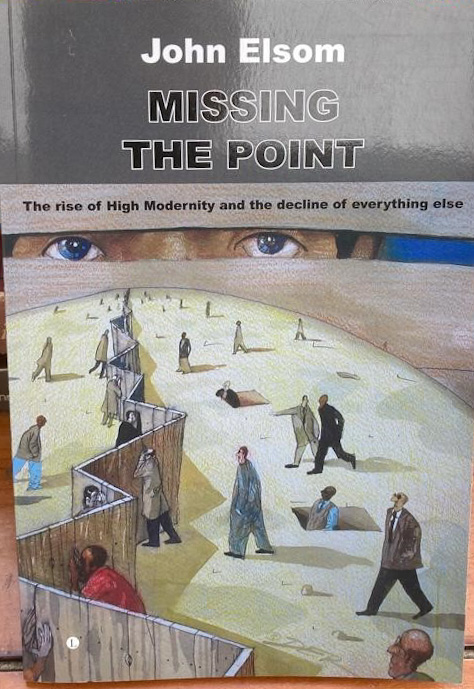 John Elsom
MISSING
THE POINT
The rise of High Modernity and the decline of everything else
L